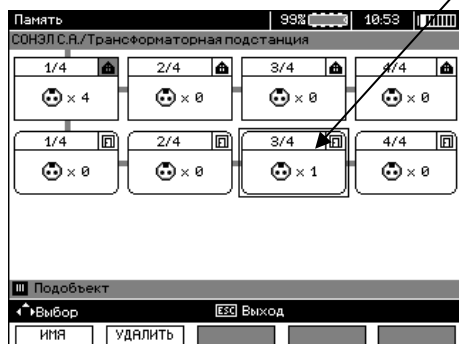 Память 99% 10:53
СОНЭЛ С.А./Трансформаторная подстанция
1/4 2/4 3/4 4/4
× 4 × 0 × 0 × 0
1/4 2/4 3/4 4/4
× 0 × 0 × 1 × 0
Подобъект
Выбор ESC Выход
ИМЯ УДАЛИТЬ